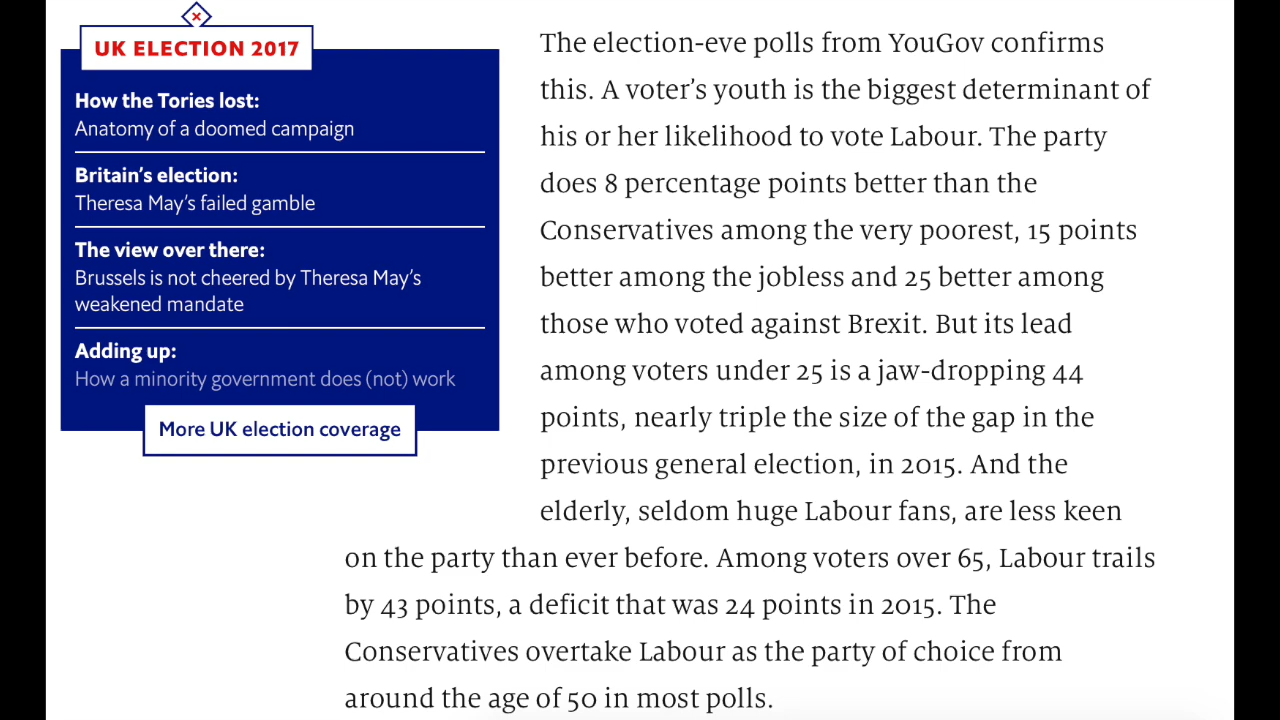 UK ELECTION 2017
How the Tories lost:
Anatomy of a doomed campaign
Britain's election:
Theresa May's failed gamble
The view over there:
Brussels is not cheered by Theresa May's
weakened mandate
Adding up:
How a minority government does (not) work
More UK election coverage
The election-eve polls from YouGov confirms
this. A voter's youth is the biggest determinant of
his or her likelihood to vote Labour. The party
does 8 percentage points better than the
Conservatives among the very poorest, 15 points
better among the jobless and 25 better among
those who voted against Brexit. But its lead
among voters under 25 is a jaw-dropping 44
points, nearly triple the size of the gap in the
previous general election, in 2015. And the
elderly, seldom huge Labour fans, are less keen
on the party than ever before. Among voters over 65, Labour trails
by 43 points, a deficit that was 24 points in 2015. The
Conservatives overtake Labour as the party of choice from
around the age of 50 in most polls.